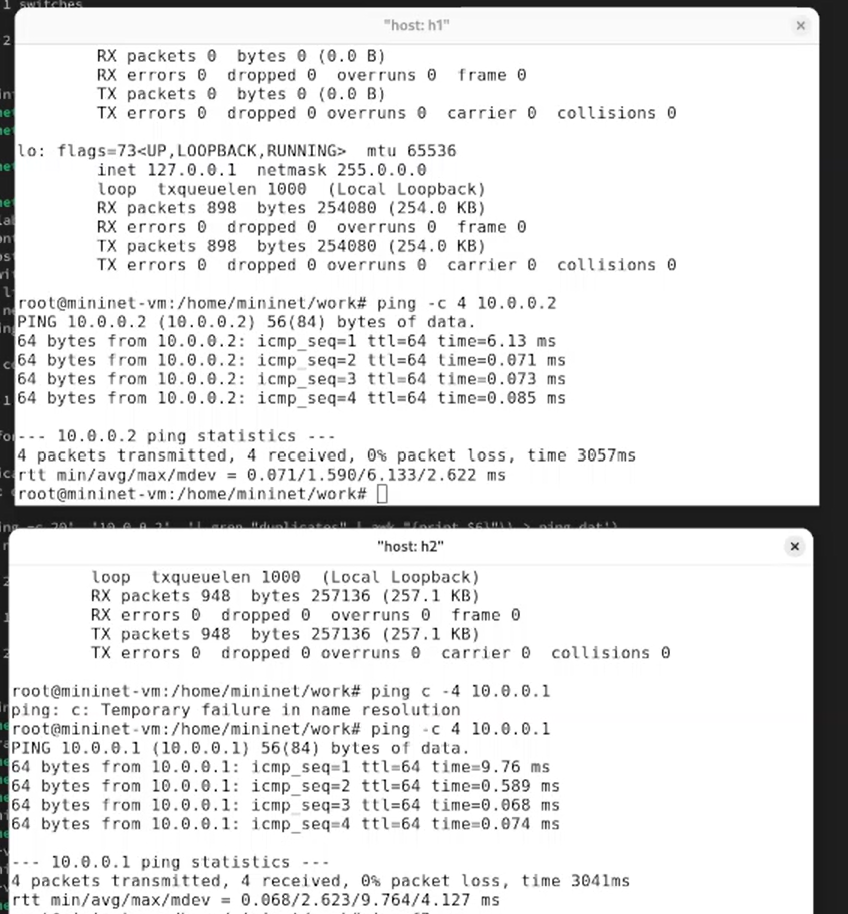 1 switches
"host: h1"
RX packets 0  bytes 0 (0.0 B)
RX errors 0  dropped 0  overruns 0  frame 0
TX packets 0  bytes 0 (0.0 B)
TX errors 0  dropped 0 overruns 0  carrier 0  collisions 0
lo: flags=73<UP,LOOPBACK,RUNNING>  mtu 65536
inet 127.0.0.1  netmask 255.0.0.0
loop  txqueuelen 1000  (Local Loopback)
RX packets 898  bytes 254080 (254.0 KB)
RX errors 0  dropped 0  overruns 0  frame 0
TX packets 898  bytes 254080 (254.0 KB)
TX errors 0  dropped 0 overruns 0  carrier 0  collisions 0
root@mininet-vm:/home/mininet/work# ping -c 4 10.0.0.2
PING 10.0.0.2 (10.0.0.2) 56(84) bytes of data.
64 bytes from 10.0.0.2: icmp_seq=1 ttl=64 time=6.13 ms
64 bytes from 10.0.0.2: icmp_seq=2 ttl=64 time=0.071 ms
64 bytes from 10.0.0.2: icmp_seq=3 ttl=64 time=0.073 ms
64 bytes from 10.0.0.2: icmp_seq=4 ttl=64 time=0.085 ms
--- 10.0.0.2 ping statistics ---
4 packets transmitted, 4 received, 0% packet loss, time 3057ms
rtt min/avg/max/mdev = 0.071/1.590/6.133/2.622 ms
root@mininet-vm:/home/mininet/work#
"host: h2"
loop  txqueuelen 1000  (Local Loopback)
RX packets 948  bytes 257136 (257.1 KB)
RX errors 0  dropped 0  overruns 0  frame 0
TX packets 948  bytes 257136 (257.1 KB)
TX errors 0  dropped 0 overruns 0  carrier 0  collisions 0
root@mininet-vm:/home/mininet/work# ping c -4 10.0.0.1
ping: c: Temporary failure in name resolution
root@mininet-vm:/home/mininet/work# ping -c 4 10.0.0.1
PING 10.0.0.1 (10.0.0.1) 56(84) bytes of data.
64 bytes from 10.0.0.1: icmp_seq=1 ttl=64 time=9.76 ms
64 bytes from 10.0.0.1: icmp_seq=2 ttl=64 time=0.589 ms
64 bytes from 10.0.0.1: icmp_seq=3 ttl=64 time=0.068 ms
64 bytes from 10.0.0.1: icmp_seq=4 ttl=64 time=0.074 ms
--- 10.0.0.1 ping statistics ---
4 packets transmitted, 4 received, 0% packet loss, time 3041ms
rtt min/avg/max/mdev = 0.068/2.623/9.764/4.127 ms